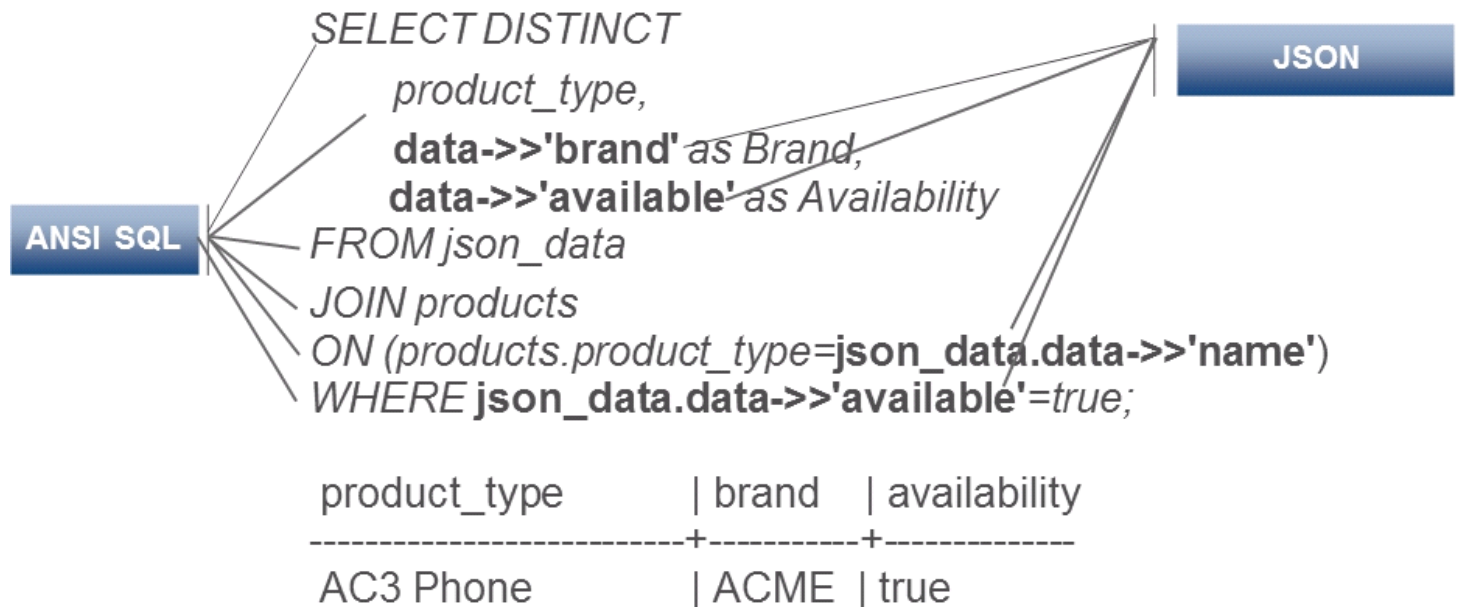 SELECT DISTINCT
product_type,
data->>'brand' as Brand,
data->>'available' as Availability
FROM json_data
JOIN products
ON (products.product_type=json_data.data->>'name')
WHERE json_data.data->>'available'=true;
ANSI SQL
JSON
product_type | brand | availability
---------------------------+-----------+--------------
AC3 Phone | ACME | true